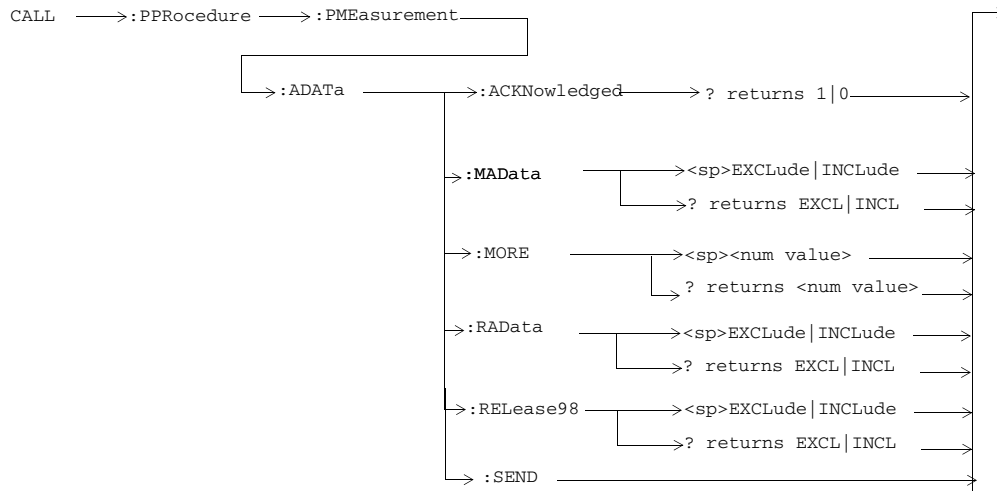 CALL :PPRocedure :PMEasurement
:ADATa :ACKNowledged ? returns 1|0
:MAData <sp>EXCLude|INCLude
? returns EXCL|INCL
:MORE <sp><num value>
? returns <num value>
:RAData <sp>EXCLude|INCLude
? returns EXCL|INCL
:RELease98 <sp>EXCLude|INCLude
? returns EXCL|INCL
:SEND